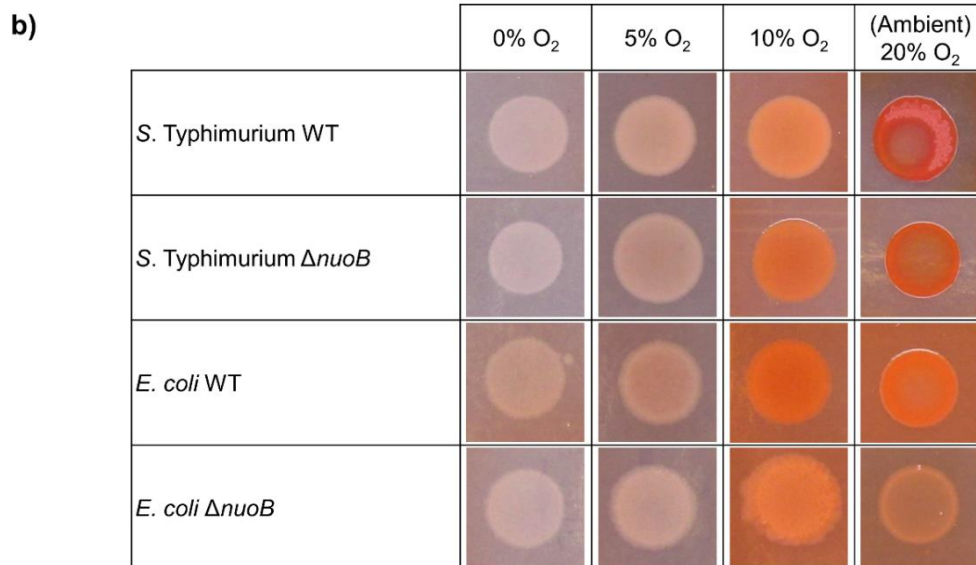 b)
0% O₂ 5% O₂ 10% O₂ (Ambient) 20% O₂
S. Typhimurium WT
S. Typhimurium ΔnuoB
E. coli WT
E. coli ΔnuoB